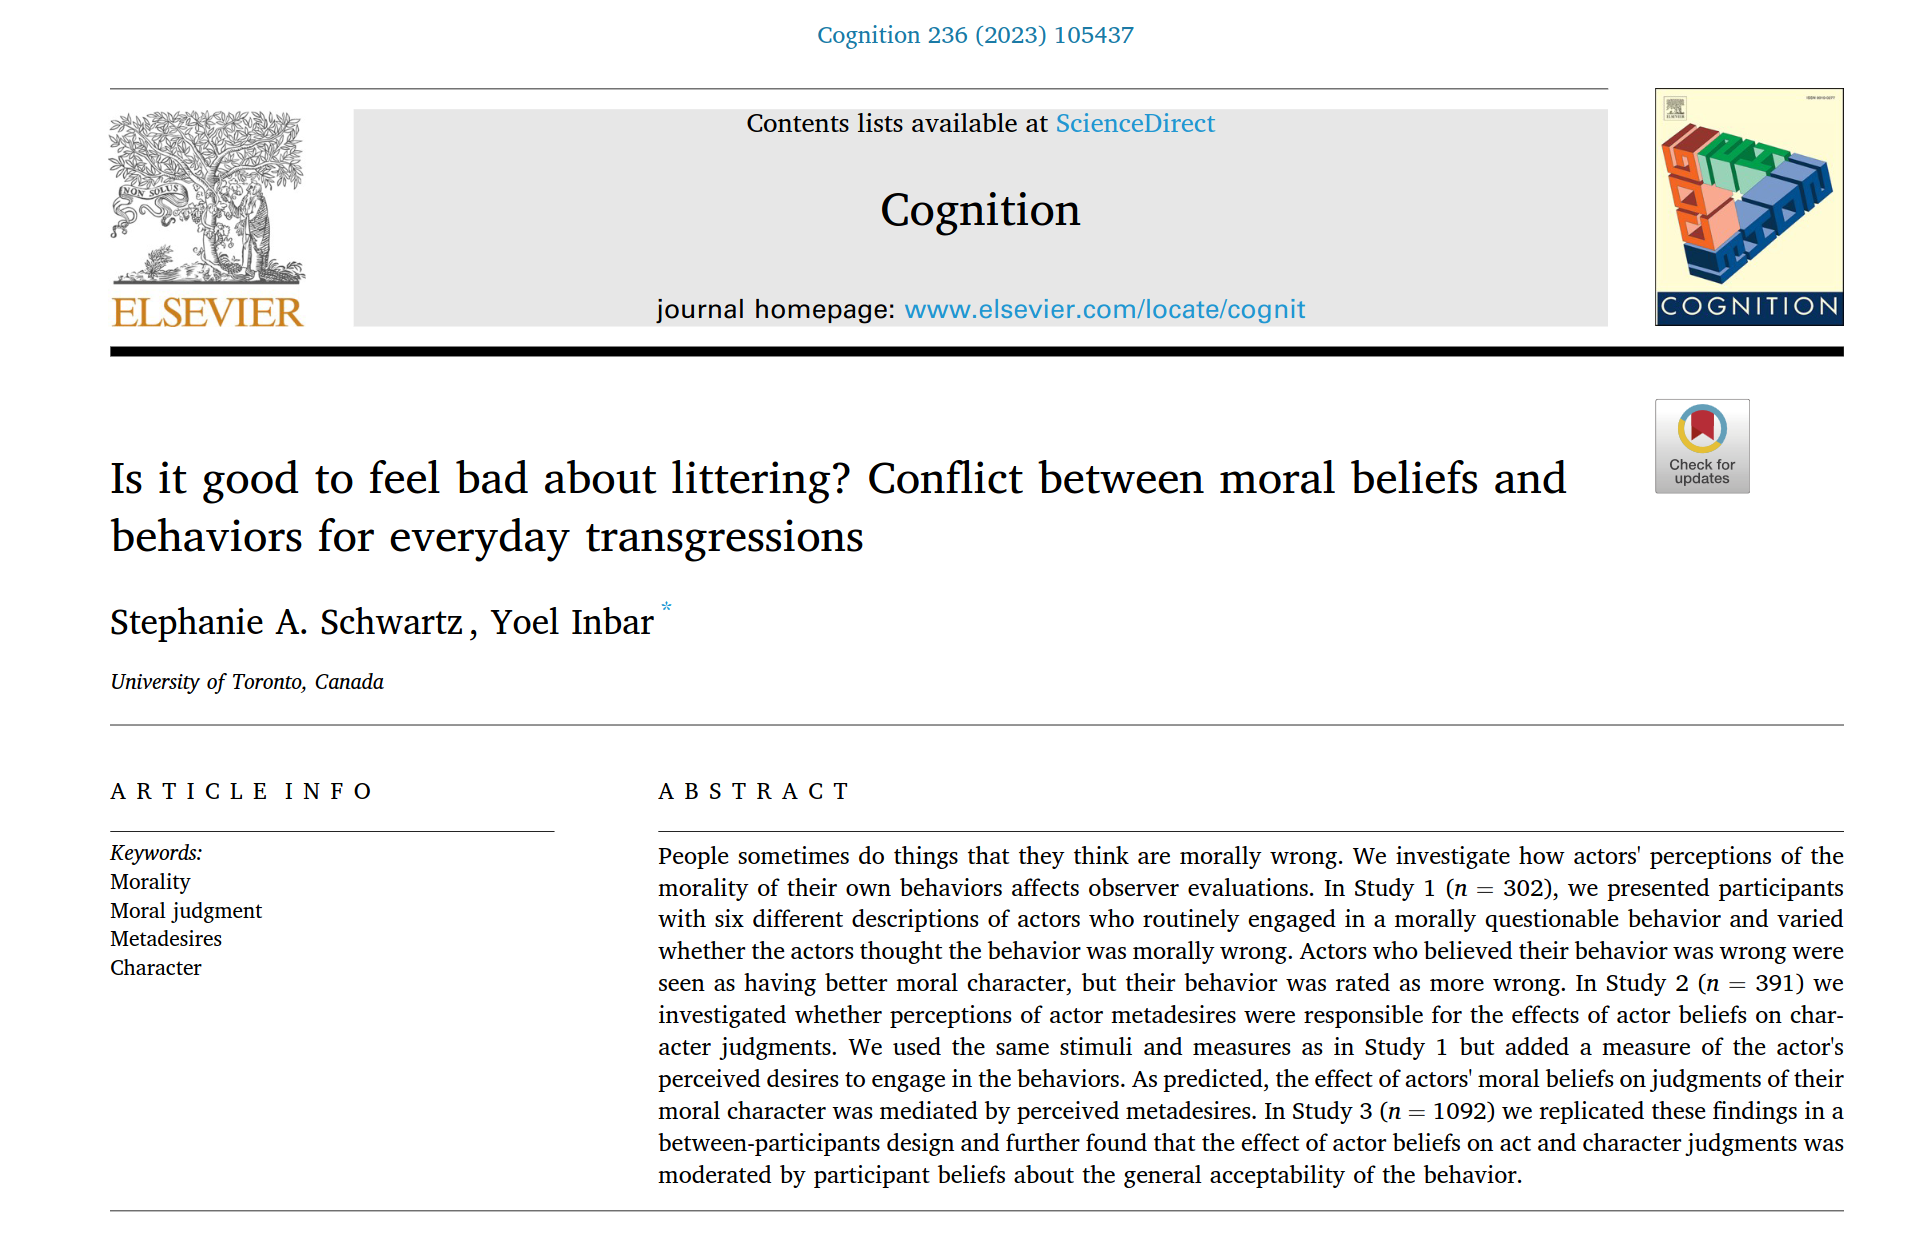 Cognition 236 (2023) 105437
Contents lists available at ScienceDirect
Cognition
journal homepage: www.elsevier.com/locate/cognit
NON SOLUS
ELSEVIER
ELSEVIER
COGNITION
COGNITION
Check for
updates
Is it good to feel bad about littering? Conflict between moral beliefs and
behaviors for everyday transgressions
Stephanie A. Schwartz, Yoel Inbar *
University of Toronto, Canada
A R T I C L E I N F O
Keywords:
Morality
Moral judgment
Metadesires
Character
A B S T R A C T
People sometimes do things that they think are morally wrong. We investigate how actors' perceptions of the
morality of their own behaviors affects observer evaluations. In Study 1 (n = 302), we presented participants
with six different descriptions of actors who routinely engaged in a morally questionable behavior and varied
whether the actors thought the behavior was morally wrong. Actors who believed their behavior was wrong were
seen as having better moral character, but their behavior was rated as more wrong. In Study 2 (n = 391) we
investigated whether perceptions of actor metadesires were responsible for the effects of actor beliefs on char-
acter judgments. We used the same stimuli and measures as in Study 1 but added a measure of the actor's
perceived desires to engage in the behaviors. As predicted, the effect of actors' moral beliefs on judgments of their
moral character was mediated by perceived metadesires. In Study 3 (n = 1092) we replicated these findings in a
between-participants design and further found that the effect of actor beliefs on act and character judgments was
moderated by participant beliefs about the general acceptability of the behavior.